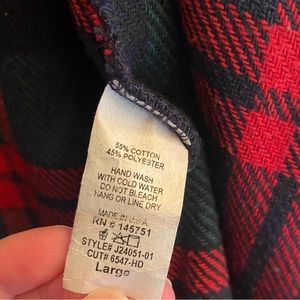 55% COTTON
45% POLYESTER
HAND WASH
WITH COLD WATER
DO NOT BLEACH
HANG OR LINE DRY
MADE IN USA
RN # 145751
STYLE# J24051-01
CUT# 6547-HD
Large